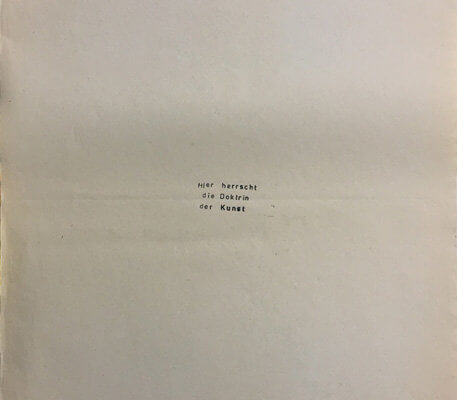 Hier herrscht
die Doktrin
der Kunst